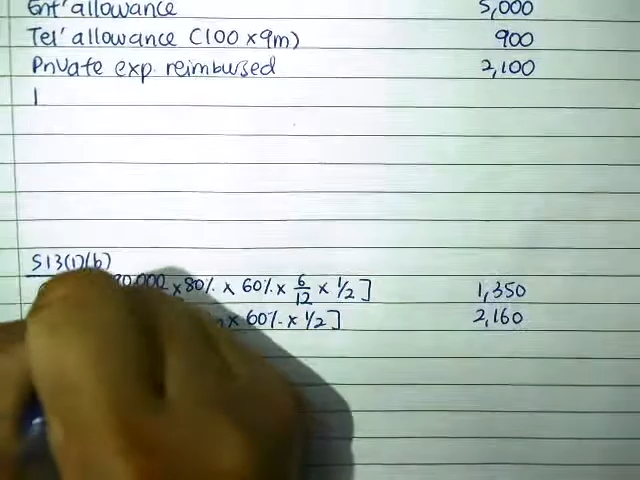 Ent' allowance 5,000
Tel' allowance (100 x 9m) 900
Private exp. reimbursed 2,100
S13(1)(b)
x 80% x 60% x 6/12 x 1/2] 1,350
x 60% x 1/2] 2,160